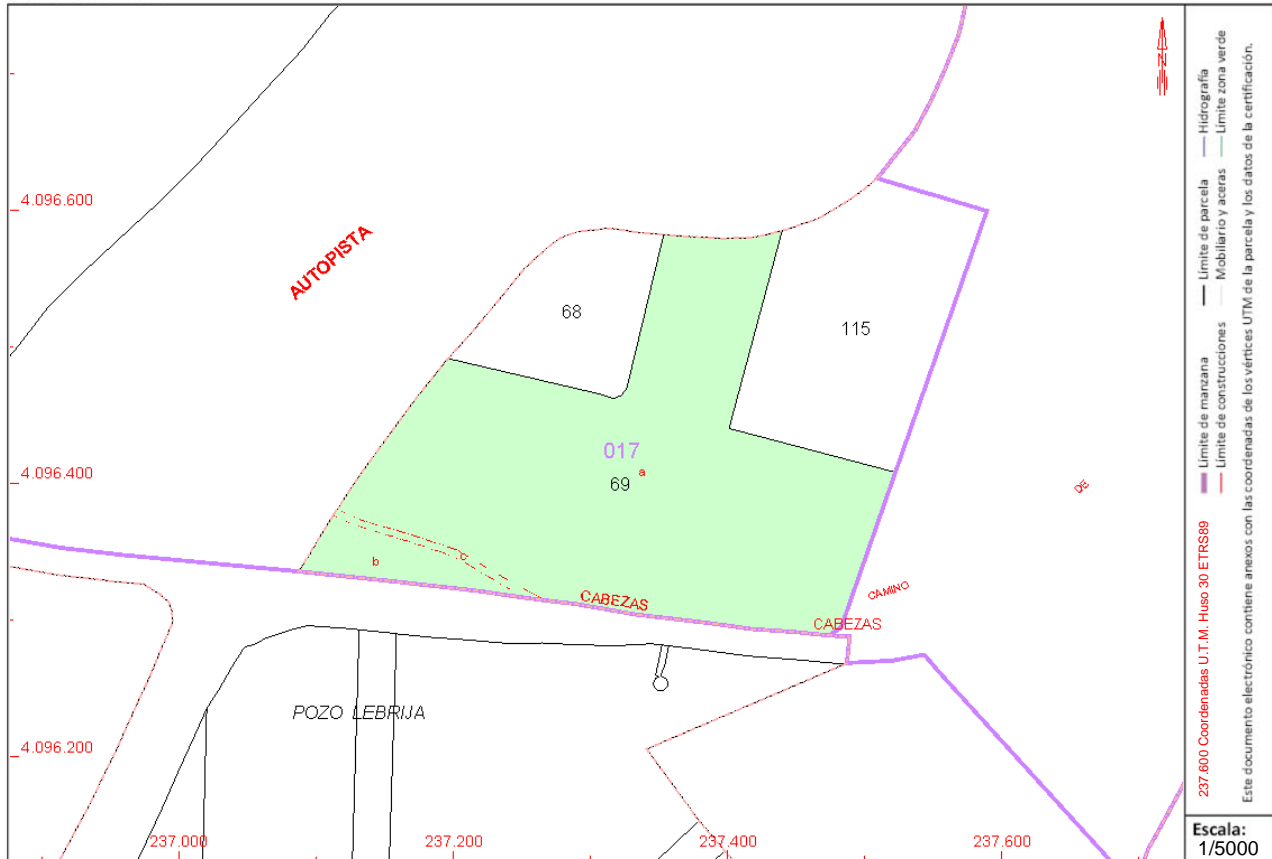 4.096.600
AUTOPISTA
68
115
017
a
69
4.096.400
DE
b
c
CABEZAS
CAMINO
CABEZAS
POZO LEBRIJA
4.096.200
237.000
237.200
237.400
237.600
N
237.600 Coordenadas U.T.M. Huso 30 ETRS89
Límite de manzana
Límite de parcela
Hidrografía
Límite de construcciones
Mobiliario y aceras
Límite zona verde
Este documento electrónico contiene anexos con las coordenadas de los vértices UTM de la parcela y los datos de la certificación.
Escala:
1/5000